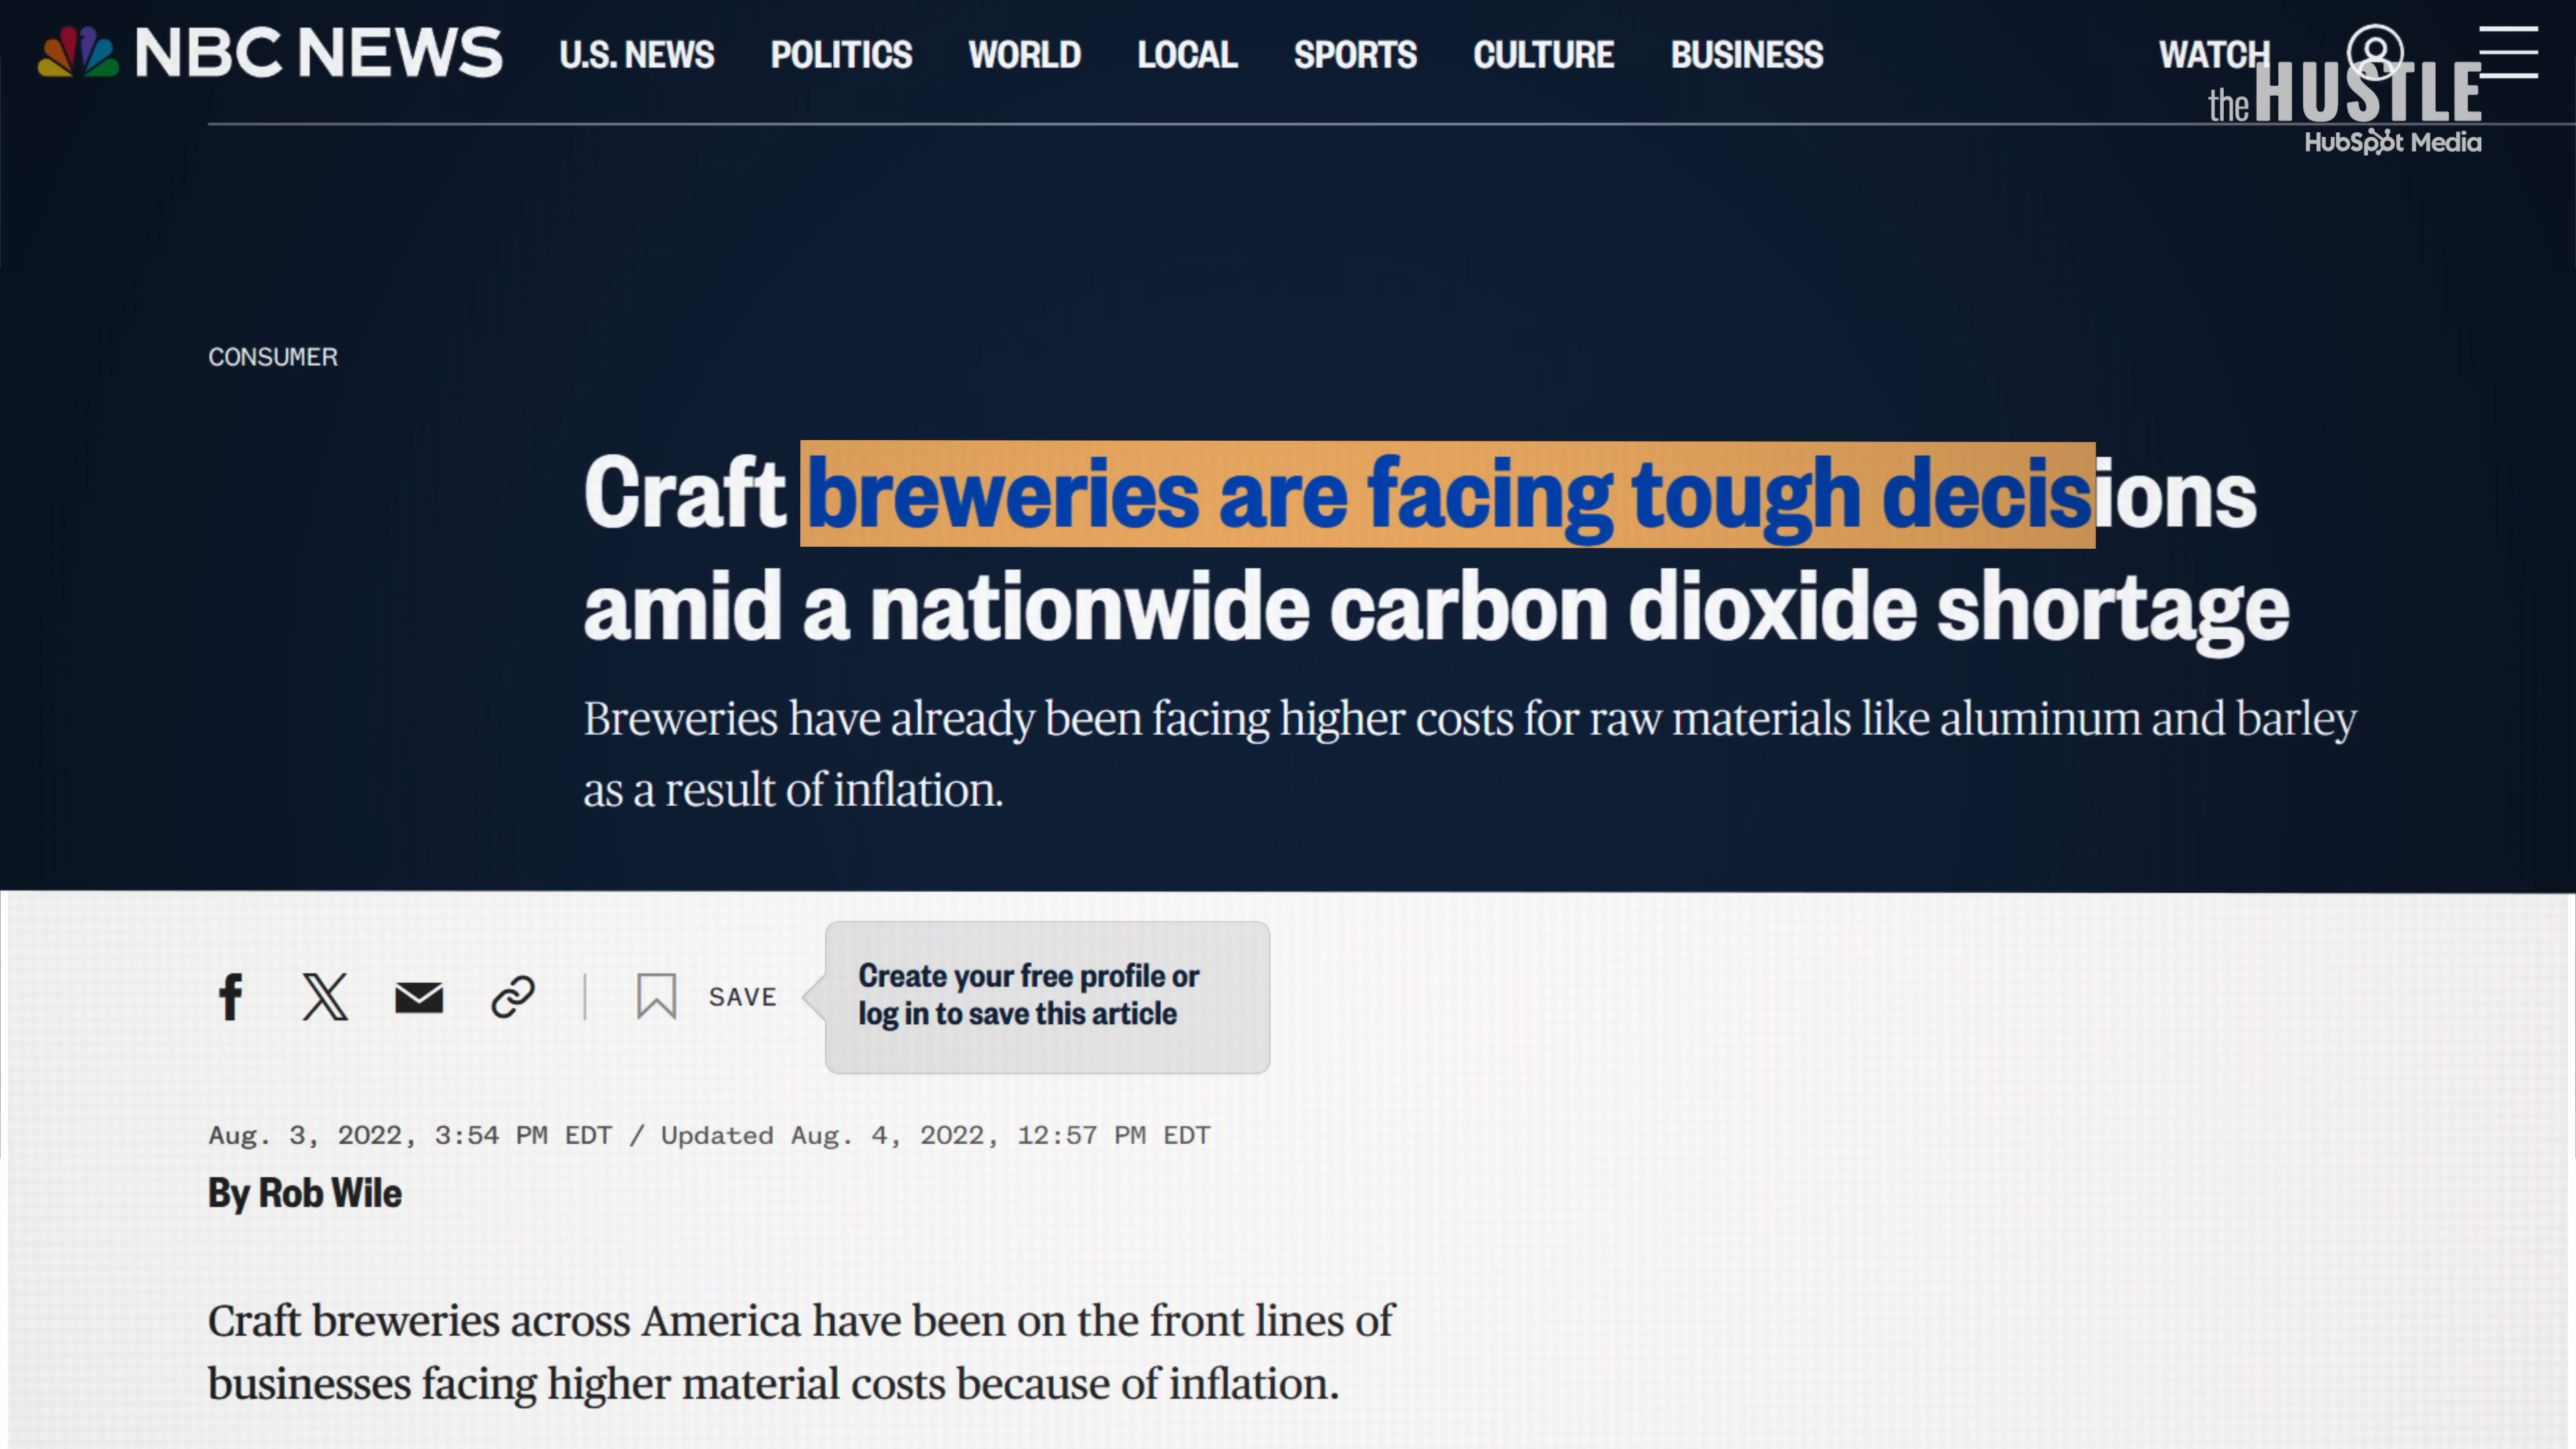 NBC NEWS U.S. NEWS POLITICS WORLD LOCAL SPORTS CULTURE BUSINESS WATCH
the HUSTLE
HubSpot Media
CONSUMER
Craft breweries are facing tough decisions
amid a nationwide carbon dioxide shortage
Breweries have already been facing higher costs for raw materials like aluminum and barley
as a result of inflation.
SAVE
Create your free profile or
log in to save this article
Aug. 3, 2022, 3:54 PM EDT / Updated Aug. 4, 2022, 12:57 PM EDT
By Rob Wile
Craft breweries across America have been on the front lines of
businesses facing higher material costs because of inflation.